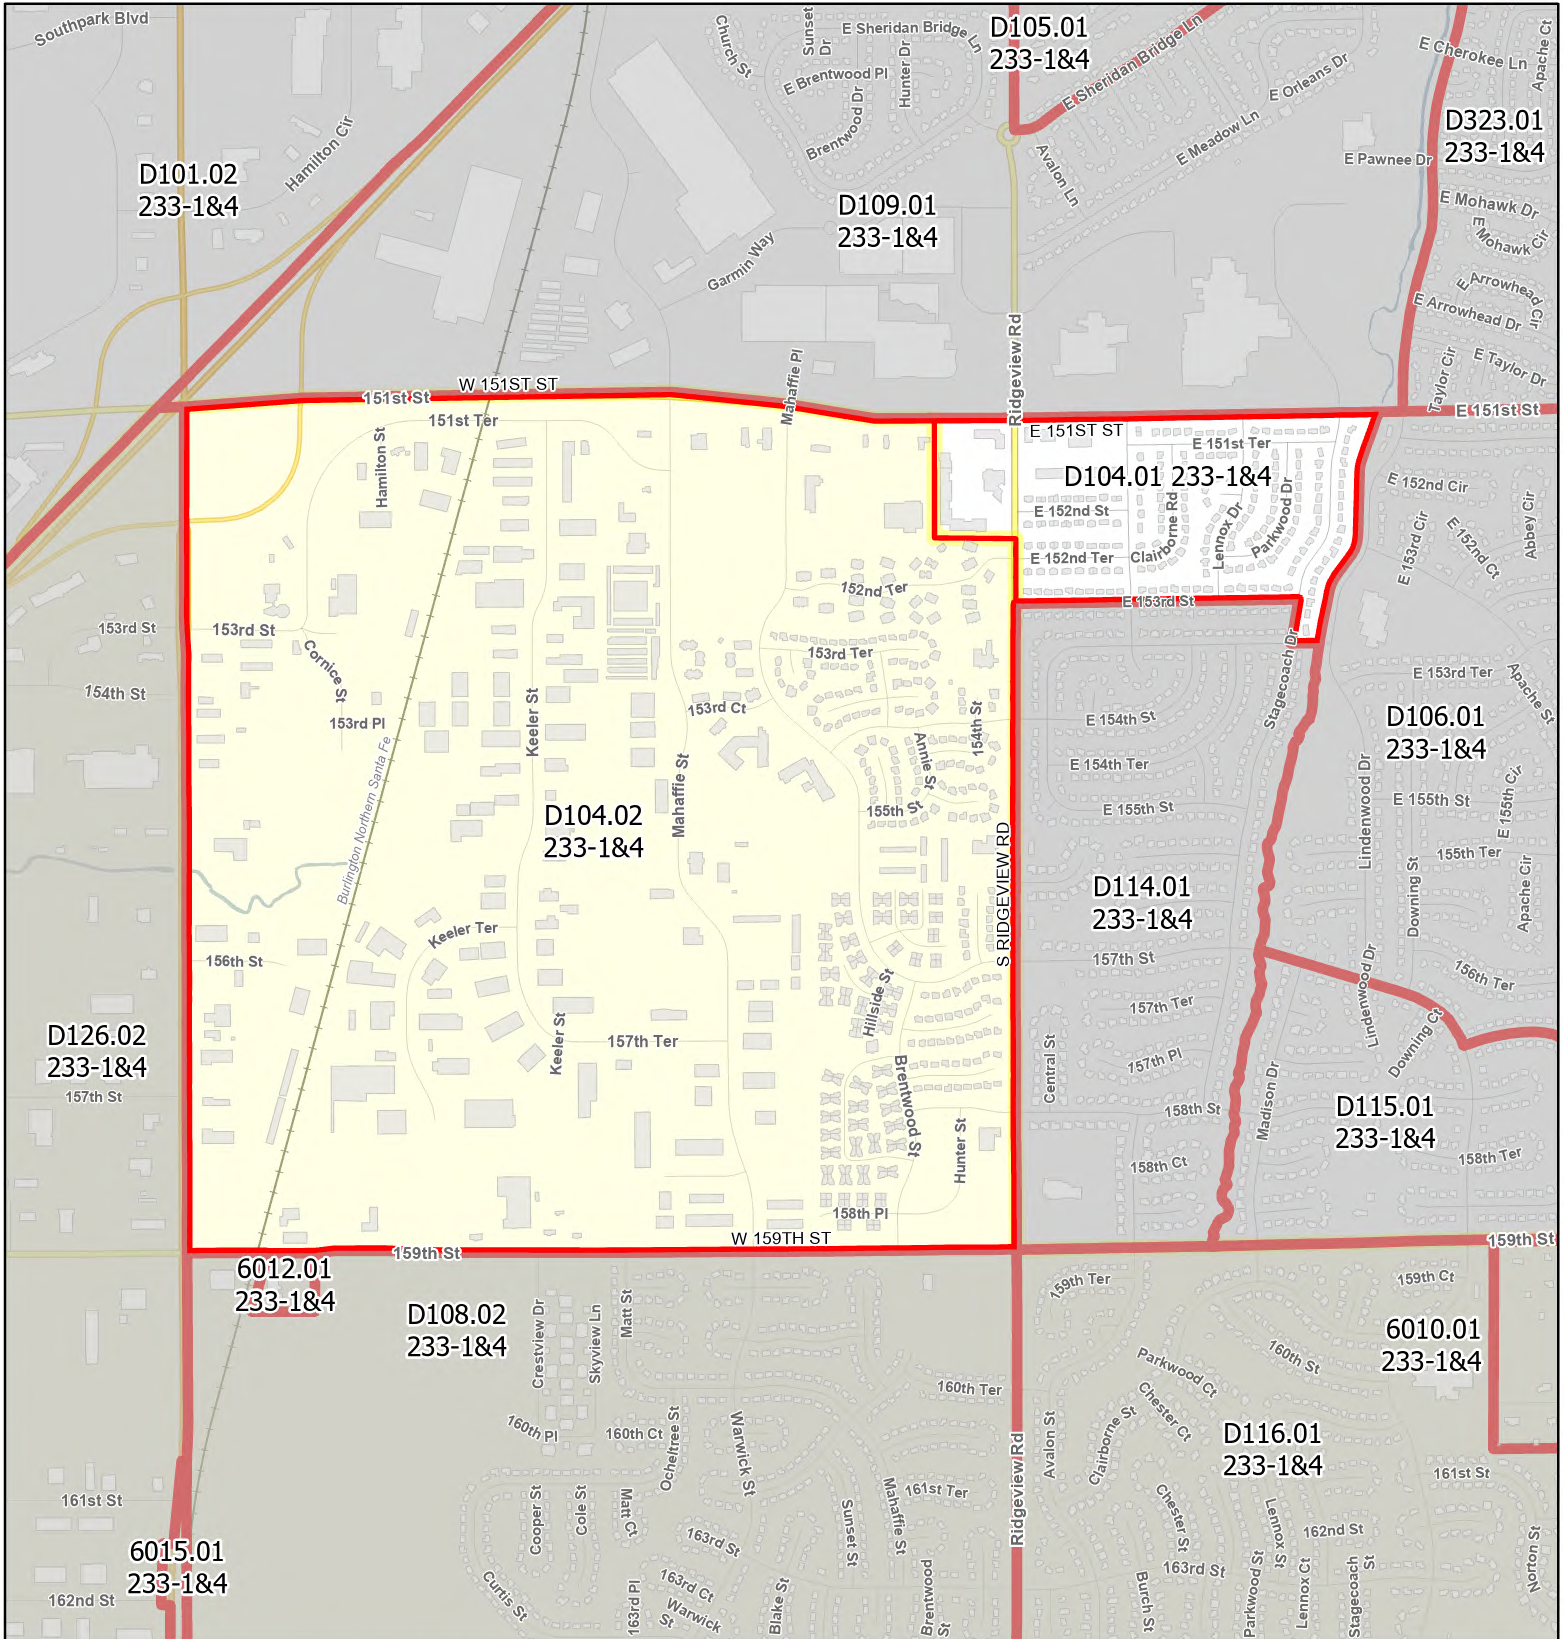 Southpark Blvd
Church St
Sunset Dr
E Sheridan Bridge Ln
D105.01
233-1&4
E Sheridan Bridge Ln
E Brentwood Pl
Hunter Dr
Brentwood Dr
E Orleans Dr
E Cherokee Ln
Apache Ct
D323.01
233-1&4
E Meadow Ln
E Pawnee Dr
Avalon Ln
Hamilton Cir
D101.02
233-1&4
D109.01
233-1&4
E Mohawk Dr
E Mohawk Cir
Garmin Way
E Arrowhead Cir
E Arrowhead Dr
Ridgeview Rd
Mahaffie Pl
E Taylor Dr
Taylor Cir
W 151ST ST
151st St
E 151st St
151st Ter
E 151ST ST
E 151st Ter
Hamilton St
D104.01 233-1&4
E 152nd Cir
E 152nd St
Clairborne Rd
Lennox Dr
Parkwood Dr
E 153rd Cir
E 152nd Ct
Abbey Cir
E 152nd Ter
152nd Ter
E 153rd St
153rd St
153rd St
Cornice St
153rd Ter
Stagecoach Dr
E 153rd Ter
Apache St
154th St
153rd Pl
Keeler St
153rd Ct
154th St
E 154th St
D106.01
233-1&4
Annie St
E 154th Ter
Burlington Northern Santa Fe
Mahaffie St
155th St
E 155th St
Lindenwood Dr
E 155th St
E 155th Cir
D104.02
233-1&4
S RIDGEVIEW RD
155th Ter
D114.01
233-1&4
Downing St
Apache Cir
Keeler Ter
156th St
157th St
Lindenwood Dr
156th Ter
Hillside St
157th Ter
D126.02
233-1&4
Keeler St
157th Ter
Central St
157th Pl
Downing Ct
157th St
Brentwood St
Madison Dr
158th St
D115.01
233-1&4
Hunter St
158th Ct
158th Ter
158th Pl
W 159TH ST
159th St
159th St
6012.01
233-1&4
D108.02
233-1&4
Crestview Dr
Skyview Ln
Matt St
159th Ter
159th Ct
6010.01
233-1&4
160th St
Parkwood Ct
Chester Ct
160th Ter
160th Pl
160th Ct
Ocheltree St
Warwick St
Ridgeview Rd
Avalon St
Clairborne St
D116.01
233-1&4
161st St
161st St
Cooper St
Cole St
Matt Ct
161st Ter
Mahaffie St
Sunset St
Chester St
Lennox St
162nd St
163rd St
163rd St
6015.01
233-1&4
162nd St
Curtis St
163rd Pl
163rd Ct
Warwick St
Blake St
Brentwood St
Burch St
Parkwood St
Lennox Ct
Stagecoach St
Norton St